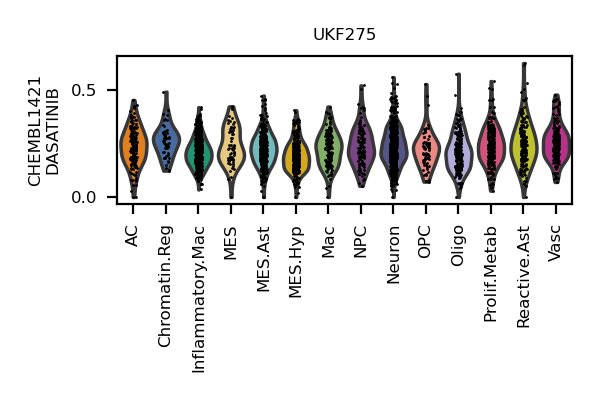 UKF275
CHEMBL1421
DASATINIB
0.5
0.0
AC
Chromatin.Reg
Inflammatory.Mac
MES
MES.Ast
MES.Hyp
Mac
NPC
Neuron
OPC
Oligo
Prolif.Metab
Reactive.Ast
Vasc